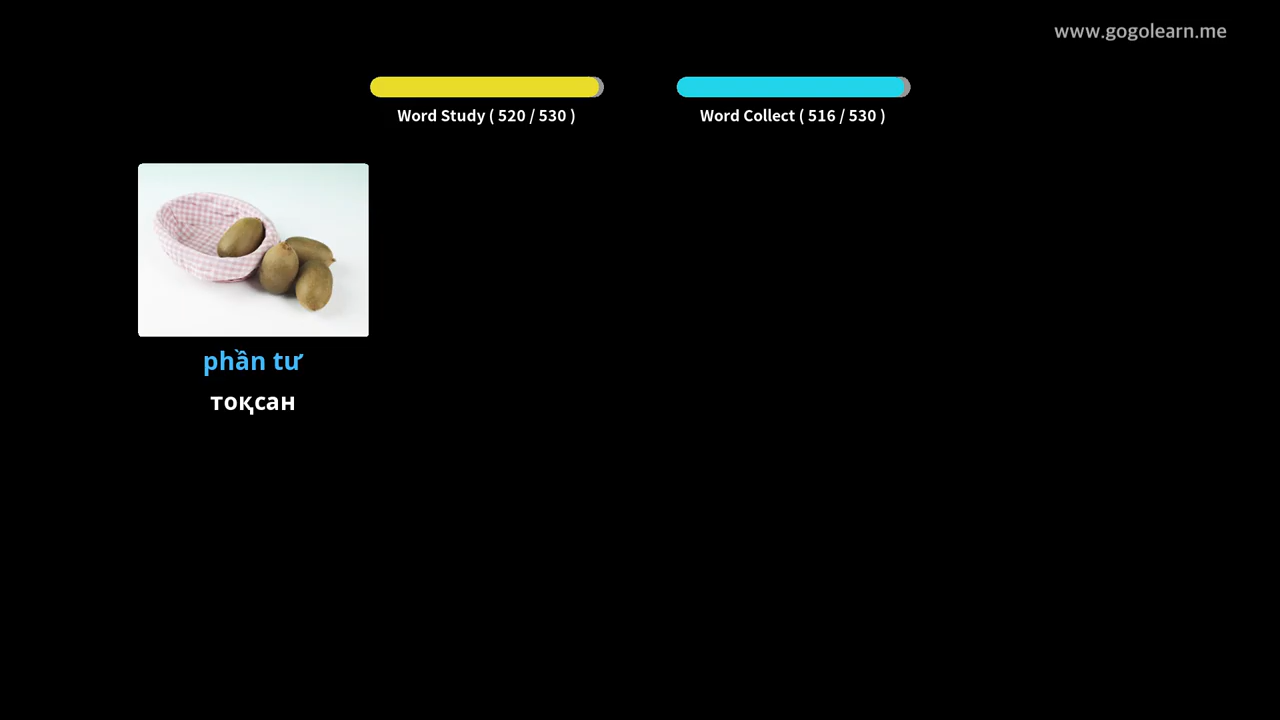 www.gogolearn.me
Word Study ( 520 / 530 )
Word Collect ( 516 / 530 )
phần tư
тоқсан